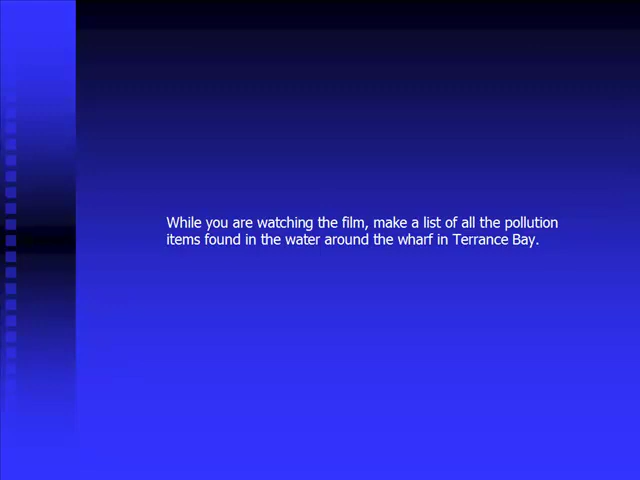 While you are watching the film, make a list of all the pollution
items found in the water around the wharf in Terrance Bay.